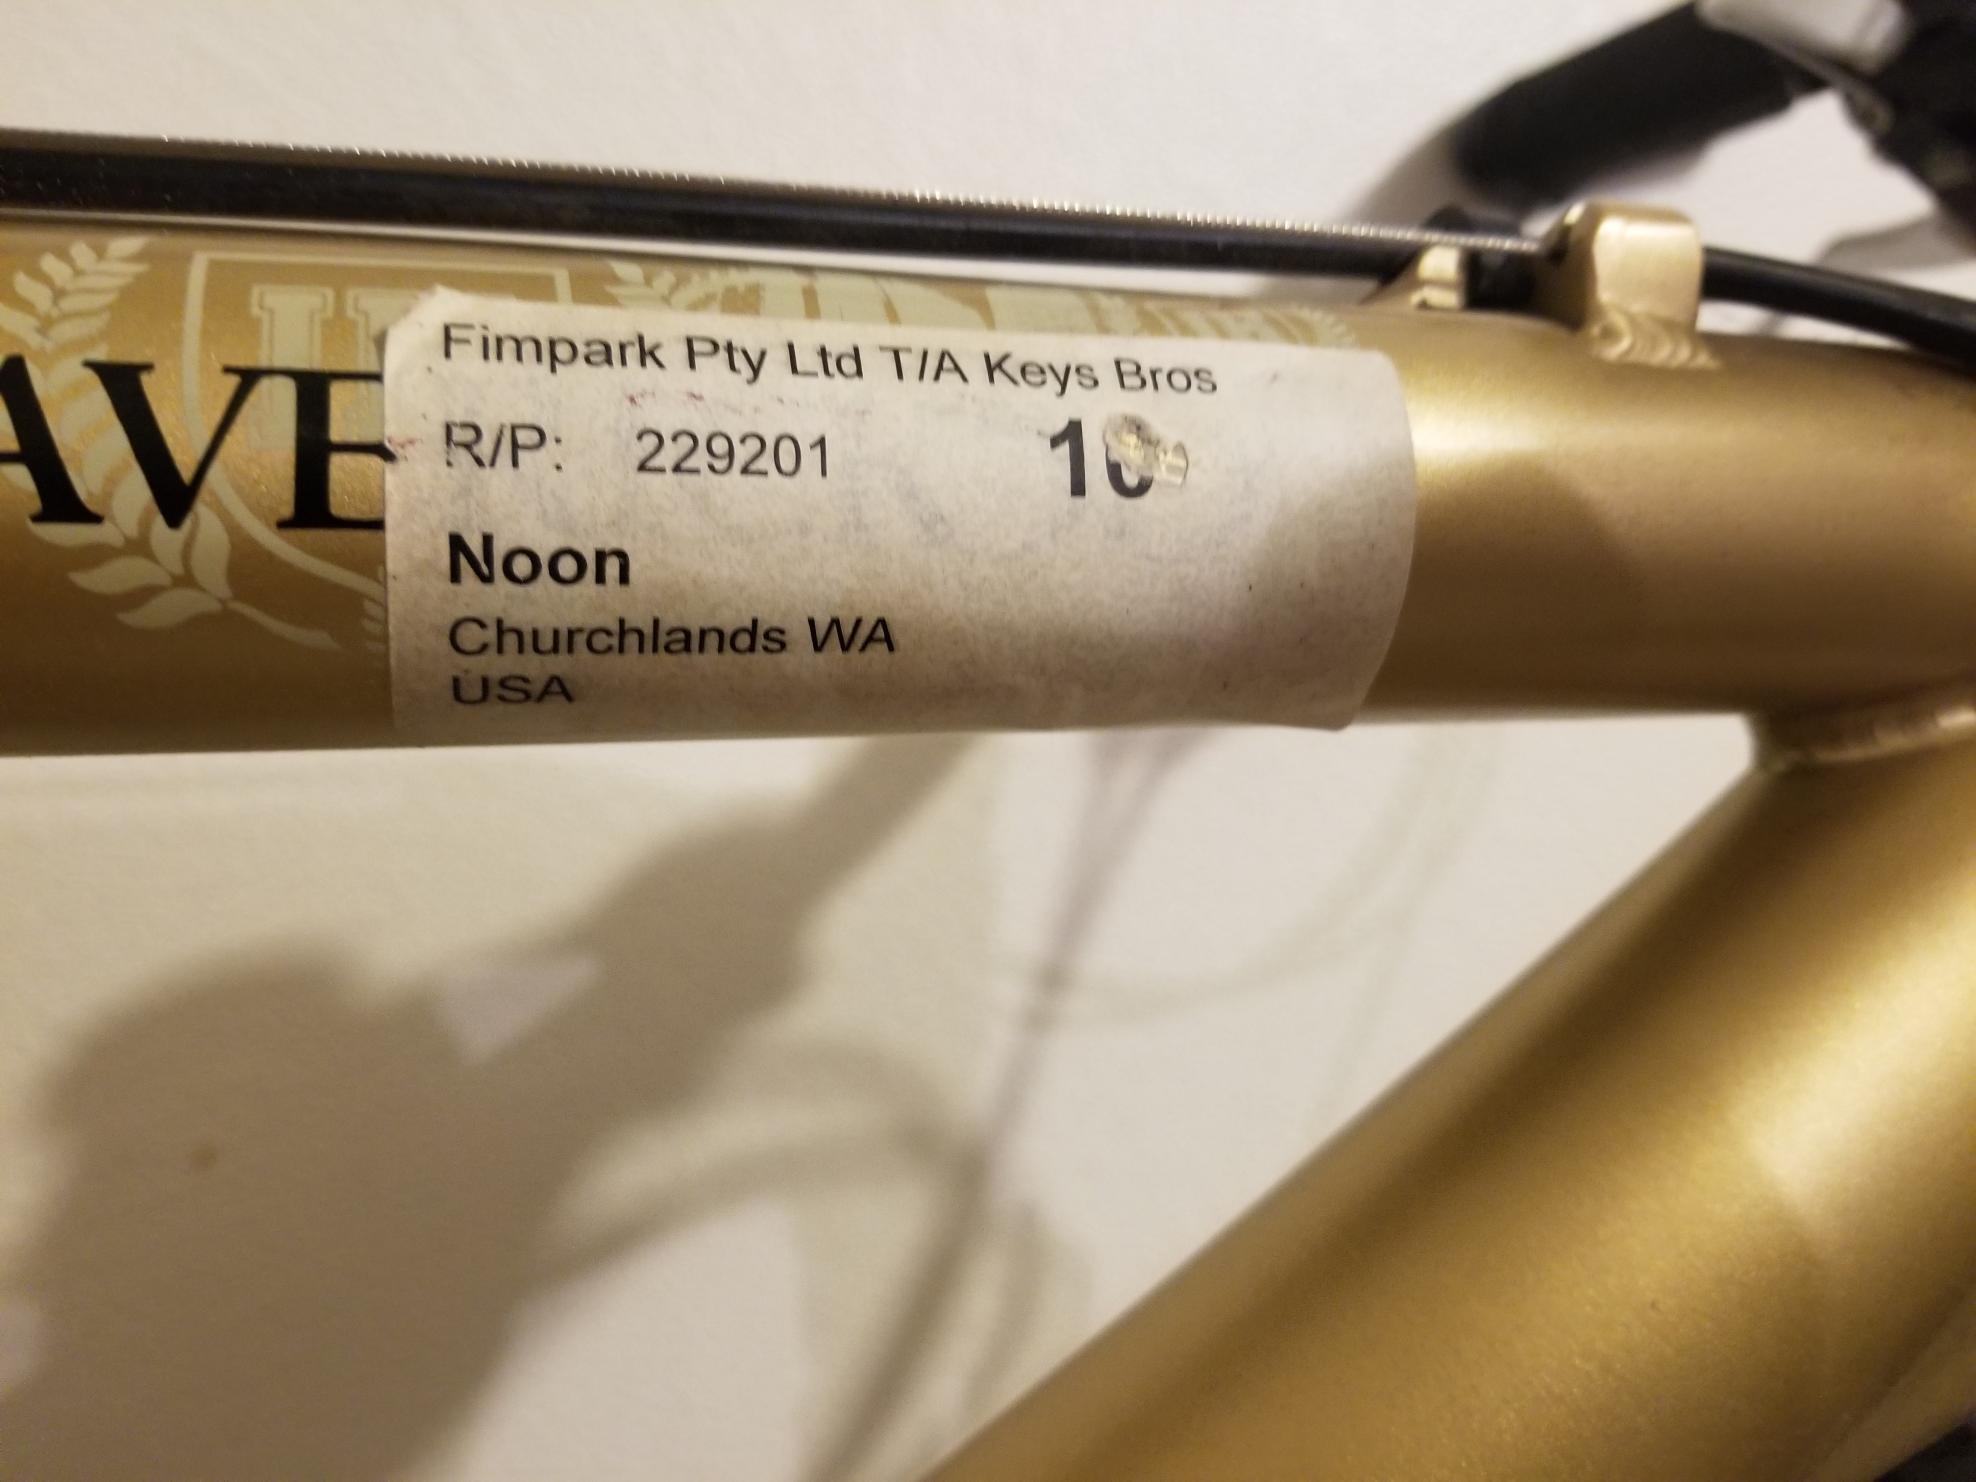 Fimpark Pty Ltd T/A Keys Bros
R/P: 229201
Noon
Churchlands WA
USA
AVE